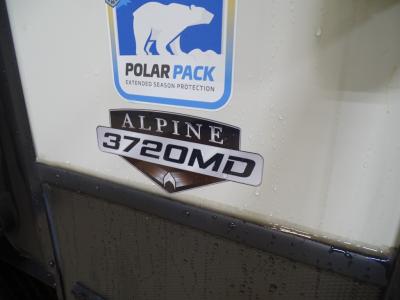 POLAR PACK
EXTENDED SEASON PROTECTION
ALPINE
3720MD